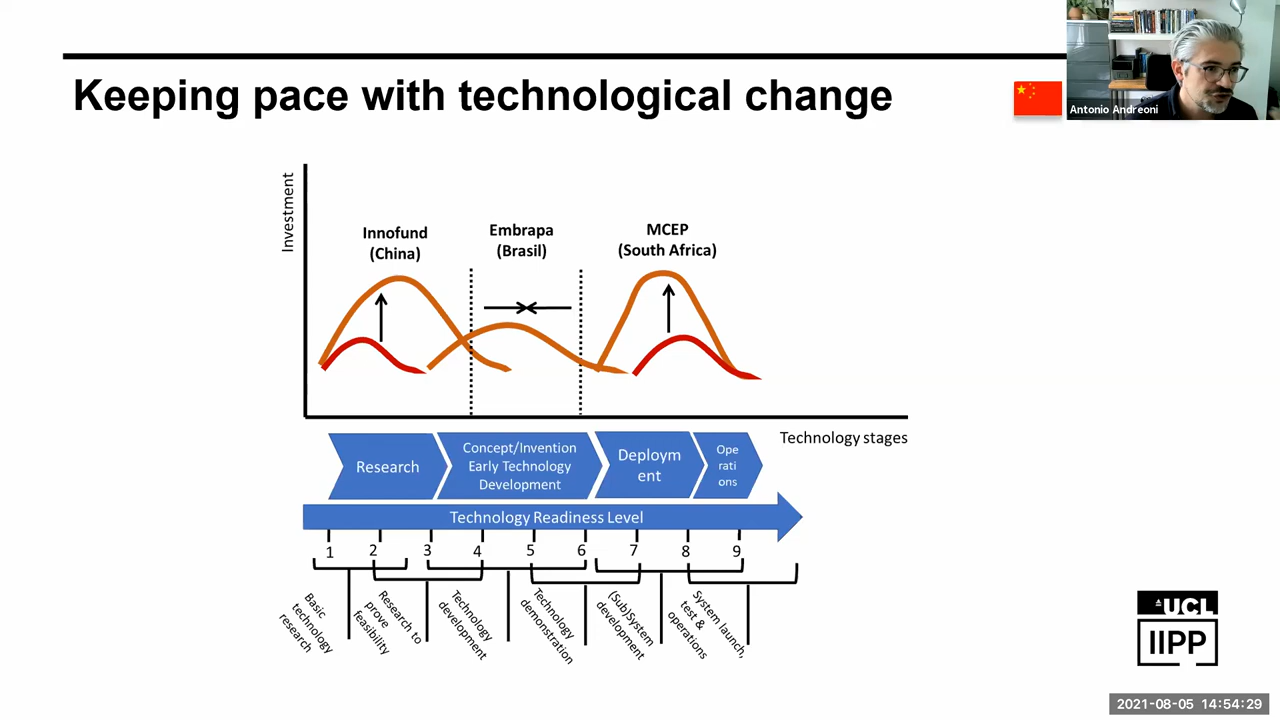 Keeping pace with technological change
Antonio Andreoni
Investment
Innofund
(China)
Embrapa
(Brasil)
MCEP
(South Africa)
Technology stages
Research
Concept/Invention
Early Technology
Development
Deploym
ent
Ope
rati
ons
Technology Readiness Level
1 2 3 4 5 6 7 8 9
Basic
technology
research
Research to
prove
feasibility
Technology
development
Technology
demonstration
(Sub)System
development
System launch,
test &
operations
UCL
IIPP
2021-08-05 14:54:29